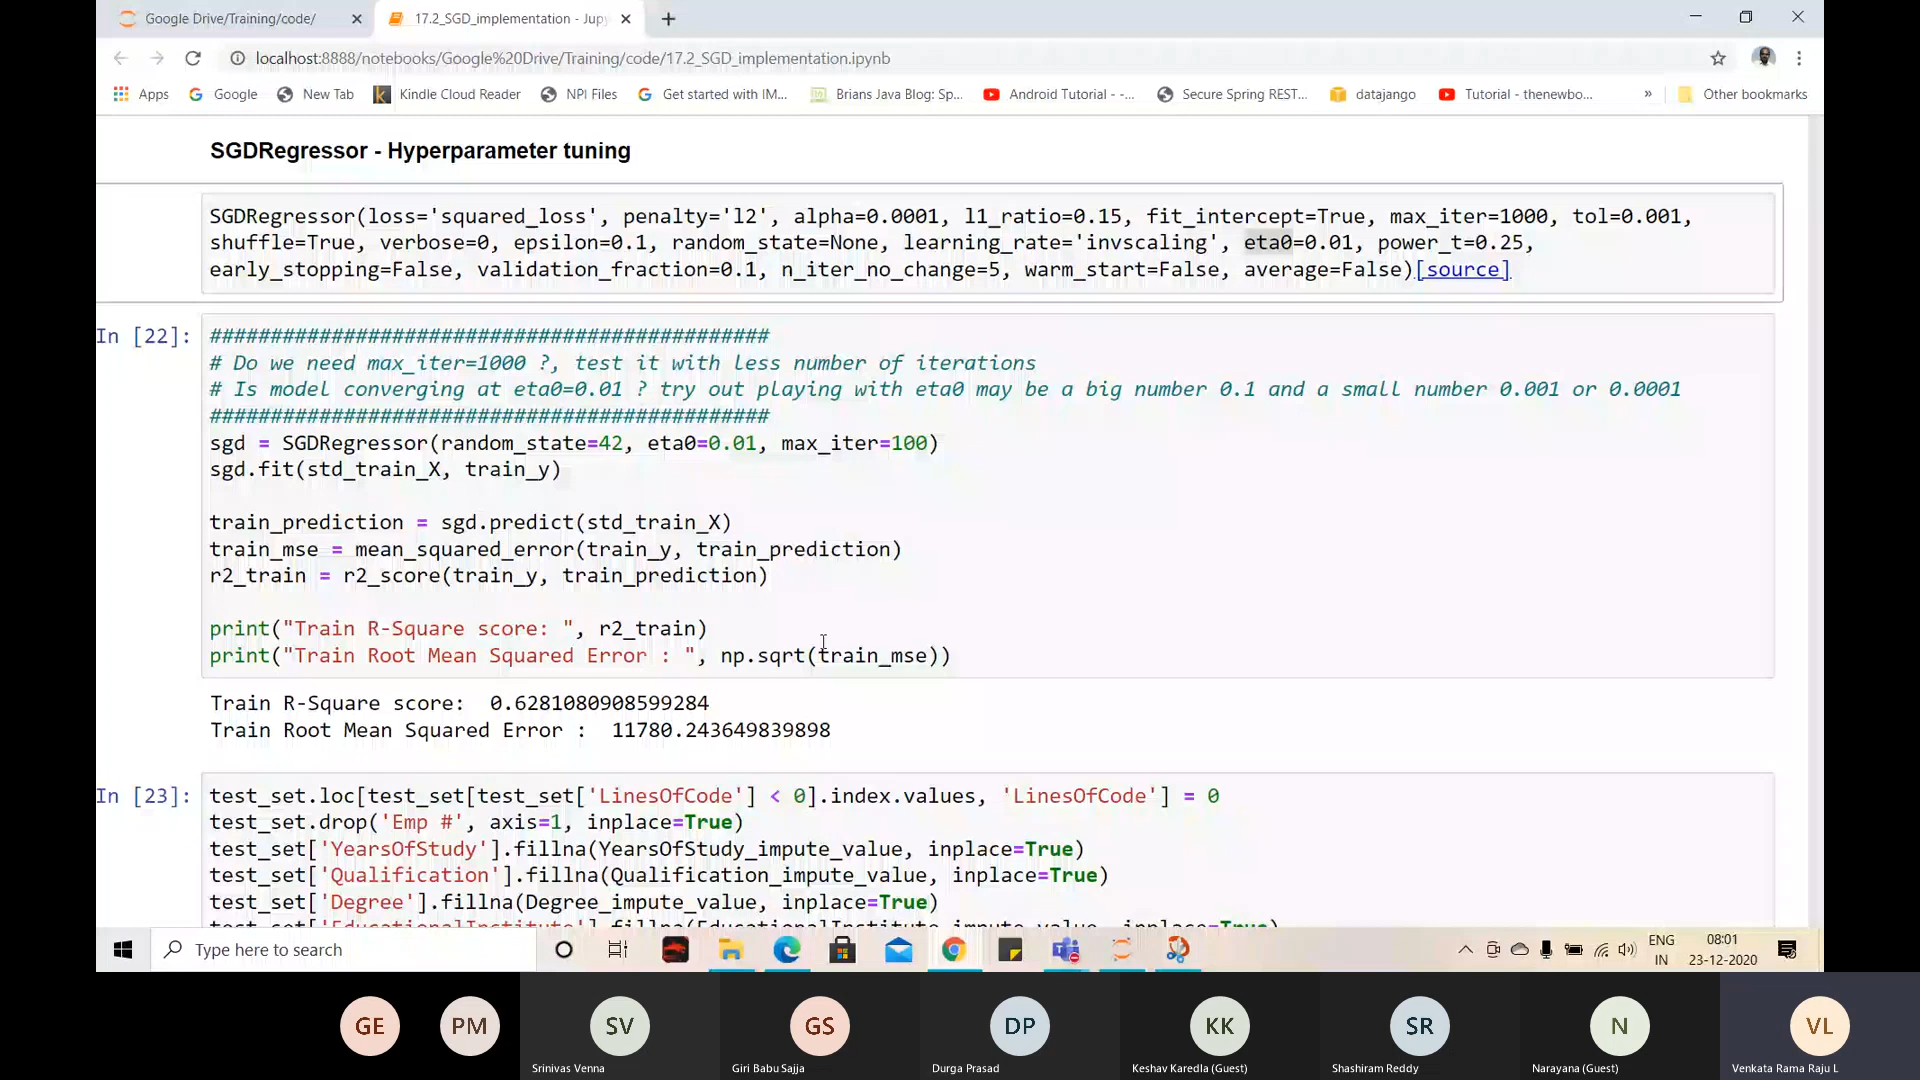 Google Drive/Training/code/
17.2_SGD_implementation - Jupy
localhost:8888/notebooks/Google%20Drive/Training/code/17.2_SGD_implementation.ipynb
Apps
Google
New Tab
Kindle Cloud Reader
NPI Files
Get started with IM...
Brians Java Blog: Sp...
Android Tutorial - -...
Secure Spring REST...
datajango
Tutorial - thenewbo...
»
Other bookmarks
SGDRegressor - Hyperparameter tuning
SGDRegressor(loss='squared_loss', penalty='l2', alpha=0.0001, l1_ratio=0.15, fit_intercept=True, max_iter=1000, tol=0.001,
shuffle=True, verbose=0, epsilon=0.1, random_state=None, learning_rate='invscaling', eta0=0.01, power_t=0.25,
early_stopping=False, validation_fraction=0.1, n_iter_no_change=5, warm_start=False, average=False)[source]
In [22]:
##############################################
# Do we need max_iter=1000 ?, test it with less number of iterations
# Is model converging at eta0=0.01 ? try out playing with eta0 may be a big number 0.1 and a small number 0.001 or 0.0001
##############################################
sgd = SGDRegressor(random_state=42, eta0=0.01, max_iter=100)
sgd.fit(std_train_X, train_y)
train_prediction = sgd.predict(std_train_X)
train_mse = mean_squared_error(train_y, train_prediction)
r2_train = r2_score(train_y, train_prediction)
print("Train R-Square score: ", r2_train)
print("Train Root Mean Squared Error : ", np.sqrt(train_mse))
Train R-Square score:  0.6281080908599284
Train Root Mean Squared Error :  11780.243649839898
In [23]:
test_set.loc[test_set[test_set['LinesOfCode'] < 0].index.values, 'LinesOfCode'] = 0
test_set.drop('Emp #', axis=1, inplace=True)
test_set['YearsOfStudy'].fillna(YearsOfStudy_impute_value, inplace=True)
test_set['Qualification'].fillna(Qualification_impute_value, inplace=True)
test_set['Degree'].fillna(Degree_impute_value, inplace=True)
test_set['EducationalInstitute'].fillna(EducationalInstitute_impute_value, inplace=True)
Type here to search
ENG
IN
08:01
23-12-2020
GE
PM
SV
GS
DP
KK
SR
N
VL
Srinivas Venna
Giri Babu Sajja
Durga Prasad
Keshav Karedla (Guest)
Shashiram Reddy
Narayana (Guest)
Venkata Rama Raju L